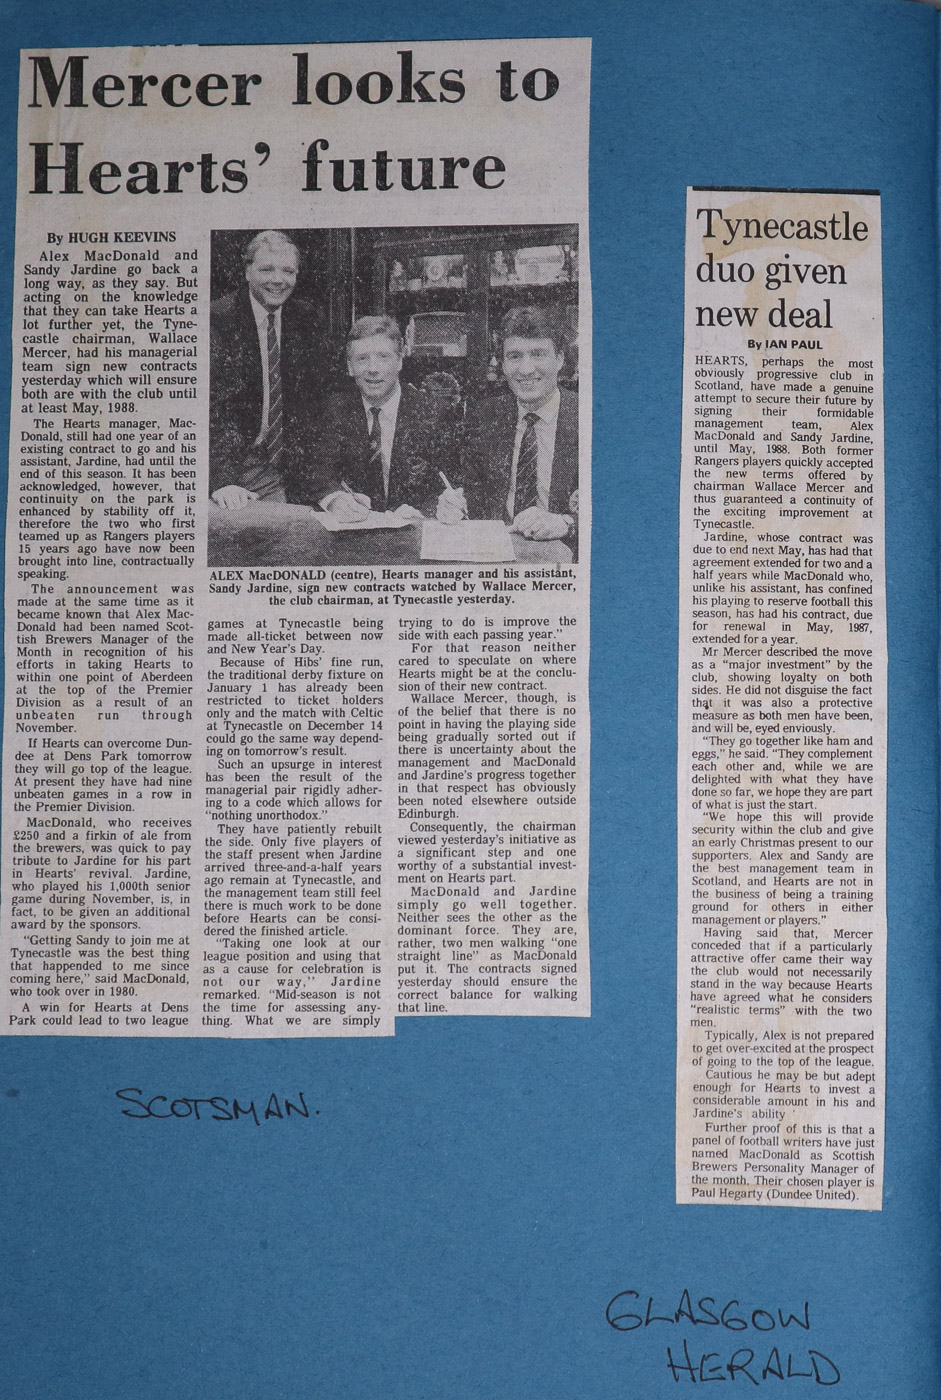 Mercer looks to
Hearts' future
By HUGH KEEVINS
Alex MacDonald and
Sandy Jardine go back a
long way, as they say. But
acting on the knowledge
that they can take Hearts a
lot further yet, the Tyne-
castle chairman, Wallace
Mercer, had his managerial
team sign new contracts
yesterday which will ensure
both are with the club until
at least May, 1988.
The Hearts manager, Mac-
Donald, still had one year of an
existing contract to go and his
assistant, Jardine, had until the
end of this season. It has been
acknowledged, however, that
continuity on the park is
enhanced by stability off it,
therefore the two who first
teamed up as Rangers players
15 years ago have now been
brought into line, contractually
speaking.
The announcement was
made at the same time as it
became known that Alex Mac-
Donald had been named Scot-
tish Brewers Manager of the
Month in recognition of his
efforts in taking Hearts to
within one point of Aberdeen
at the top of the Premier
Division as a result of an
unbeaten run through
November.
If Hearts can overcome Dun-
dee at Dens Park tomorrow
they will go top of the league.
At present they have had nine
unbeaten games in a row in
the Premier Division.
MacDonald, who receives
£250 and a firkin of ale from
the brewers, was quick to pay
tribute to Jardine for his part
in Hearts' revival. Jardine,
who played his 1,000th senior
game during November, is, in
fact, to be given an additional
award by the sponsors.
"Getting Sandy to join me at
Tynecastle was the best thing
that happened to me since
coming here," said MacDonald,
who took over in 1980.
A win for Hearts at Dens
Park could lead to two league
ALEX MacDONALD (centre), Hearts manager and his assistant,
Sandy Jardine, sign new contracts watched by Wallace Mercer,
the club chairman, at Tynecastle yesterday.
games at Tynecastle being
made all-ticket between now
and New Year's Day.
Because of Hibs' fine run,
the traditional derby fixture on
January 1 has already been
restricted to ticket holders
only and the match with Celtic
at Tynecastle on December 14
could go the same way depend-
ing on tomorrow's result.
Such an upsurge in interest
has been the result of the
managerial pair rigidly adher-
ing to a code which allows for
"nothing unorthodox."
They have patiently rebuilt
the side. Only five players of
the staff present when Jardine
arrived three-and-a-half years
ago remain at Tynecastle, and
the management team still feel
there is much work to be done
before Hearts can be consi-
dered the finished article.
"Taking one look at our
league position and using that
as a cause for celebration is
not our way," Jardine
remarked. "Mid-season is not
the time for assessing any-
thing. What we are simply
trying to do is improve the
side with each passing year."
For that reason neither
cared to speculate on where
Hearts might be at the conclu-
sion of their new contract.
Wallace Mercer, though, is
of the belief that there is no
point in having the playing side
being gradually sorted out if
there is uncertainty about the
management and MacDonald
and Jardine's progress together
in that respect has obviously
been noted elsewhere outside
Edinburgh.
Consequently, the chairman
viewed yesterday's initiative as
a significant step and one
worthy of a substantial invest-
ment on Hearts part.
MacDonald and Jardine
simply go well together.
Neither sees the other as the
dominant force. They are,
rather, two men walking "one
straight line" as MacDonald
put it. The contracts signed
yesterday should ensure the
correct balance for walking
that line.
SCOTSMAN.
Tynecastle
duo given
new deal
By IAN PAUL
HEARTS, perhaps the most
obviously progressive club in
Scotland, have made a genuine
attempt to secure their future by
signing their formidable
management team, Alex
MacDonald and Sandy Jardine,
until May, 1988. Both former
Rangers players quickly accepted
the new terms offered by
chairman Wallace Mercer and
thus guaranteed a continuity of
the exciting improvement at
Tynecastle.
Jardine, whose contract was
due to end next May, has had that
agreement extended for two and a
half years while MacDonald who,
unlike his assistant, has confined
his playing to reserve football this
season, has had his contract, due
for renewal in May, 1987,
extended for a year.
Mr Mercer described the move
as a "major investment" by the
club, showing loyalty on both
sides. He did not disguise the fact
that it was also a protective
measure as both men have been,
and will be, eyed enviously.
"They go together like ham and
eggs," he said. "They complement
each other and, while we are
delighted with what they have
done so far, we hope they are part
of what is just the start.
"We hope this will provide
security within the club and give
an early Christmas present to our
supporters. Alex and Sandy are
the best management team in
Scotland, and Hearts are not in
the business of being a training
ground for others in either
management or players."
Having said that, Mercer
conceded that if a particularly
attractive offer came their way
the club would not necessarily
stand in the way because Hearts
have agreed what he considers
"realistic terms" with the two
men.
Typically, Alex is not prepared
to get over-excited at the prospect
of going to the top of the league.
Cautious he may be but adept
enough for Hearts to invest a
considerable amount in his and
Jardine's ability
Further proof of this is that a
panel of football writers have just
named MacDonald as Scottish
Brewers Personality Manager of
the month. Their chosen player is
Paul Hegarty (Dundee United).
GLASGOW
HERALD